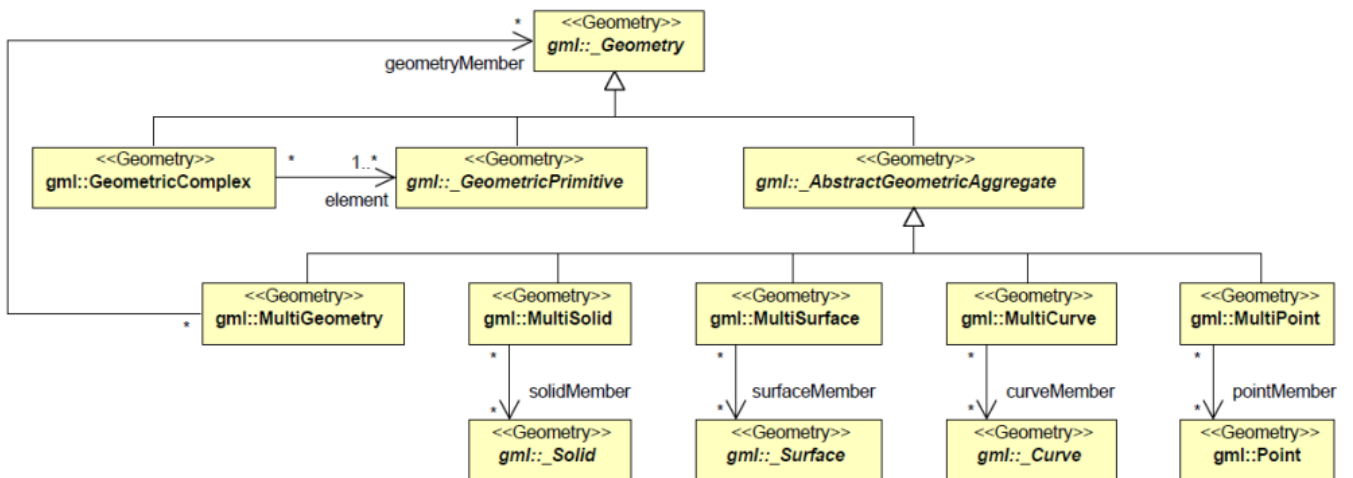 *
<<Geometry>>
gml::_Geometry
geometryMember
<<Geometry>>
gml::GeometricComplex
*
1..*
element
<<Geometry>>
gml::_GeometricPrimitive
<<Geometry>>
gml::_AbstractGeometricAggregate
<<Geometry>>
gml::MultiGeometry
*
<<Geometry>>
gml::MultiSolid
<<Geometry>>
gml::MultiSurface
<<Geometry>>
gml::MultiCurve
<<Geometry>>
gml::MultiPoint
*
solidMember
*
*
surfaceMember
*
*
curveMember
*
*
pointMember
*
<<Geometry>>
gml::_Solid
<<Geometry>>
gml::_Surface
<<Geometry>>
gml::_Curve
<<Geometry>>
gml::Point